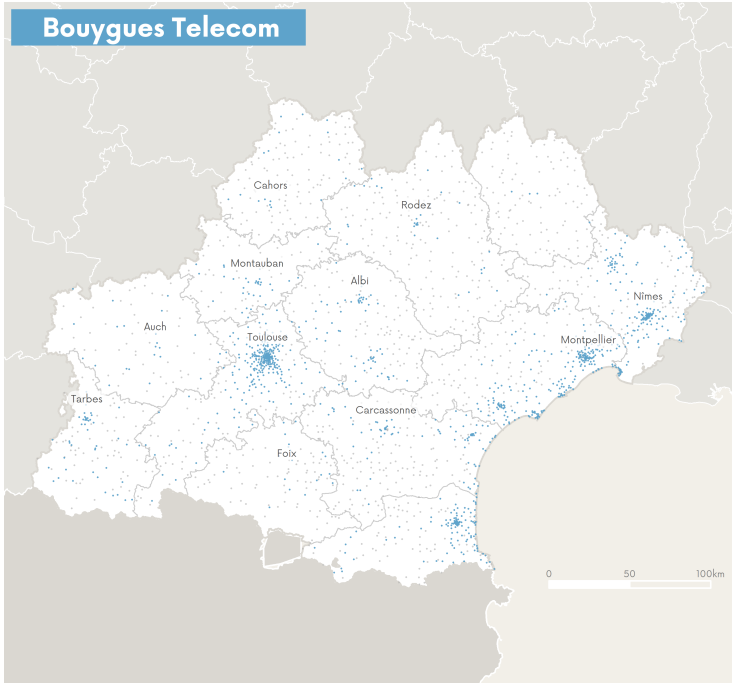 Bouygues Telecom
Cahors
Rodez
Montauban
Albi
Nîmes
Auch
Toulouse
Montpellier
Tarbes
Carcassonne
Foix
0 50 100km